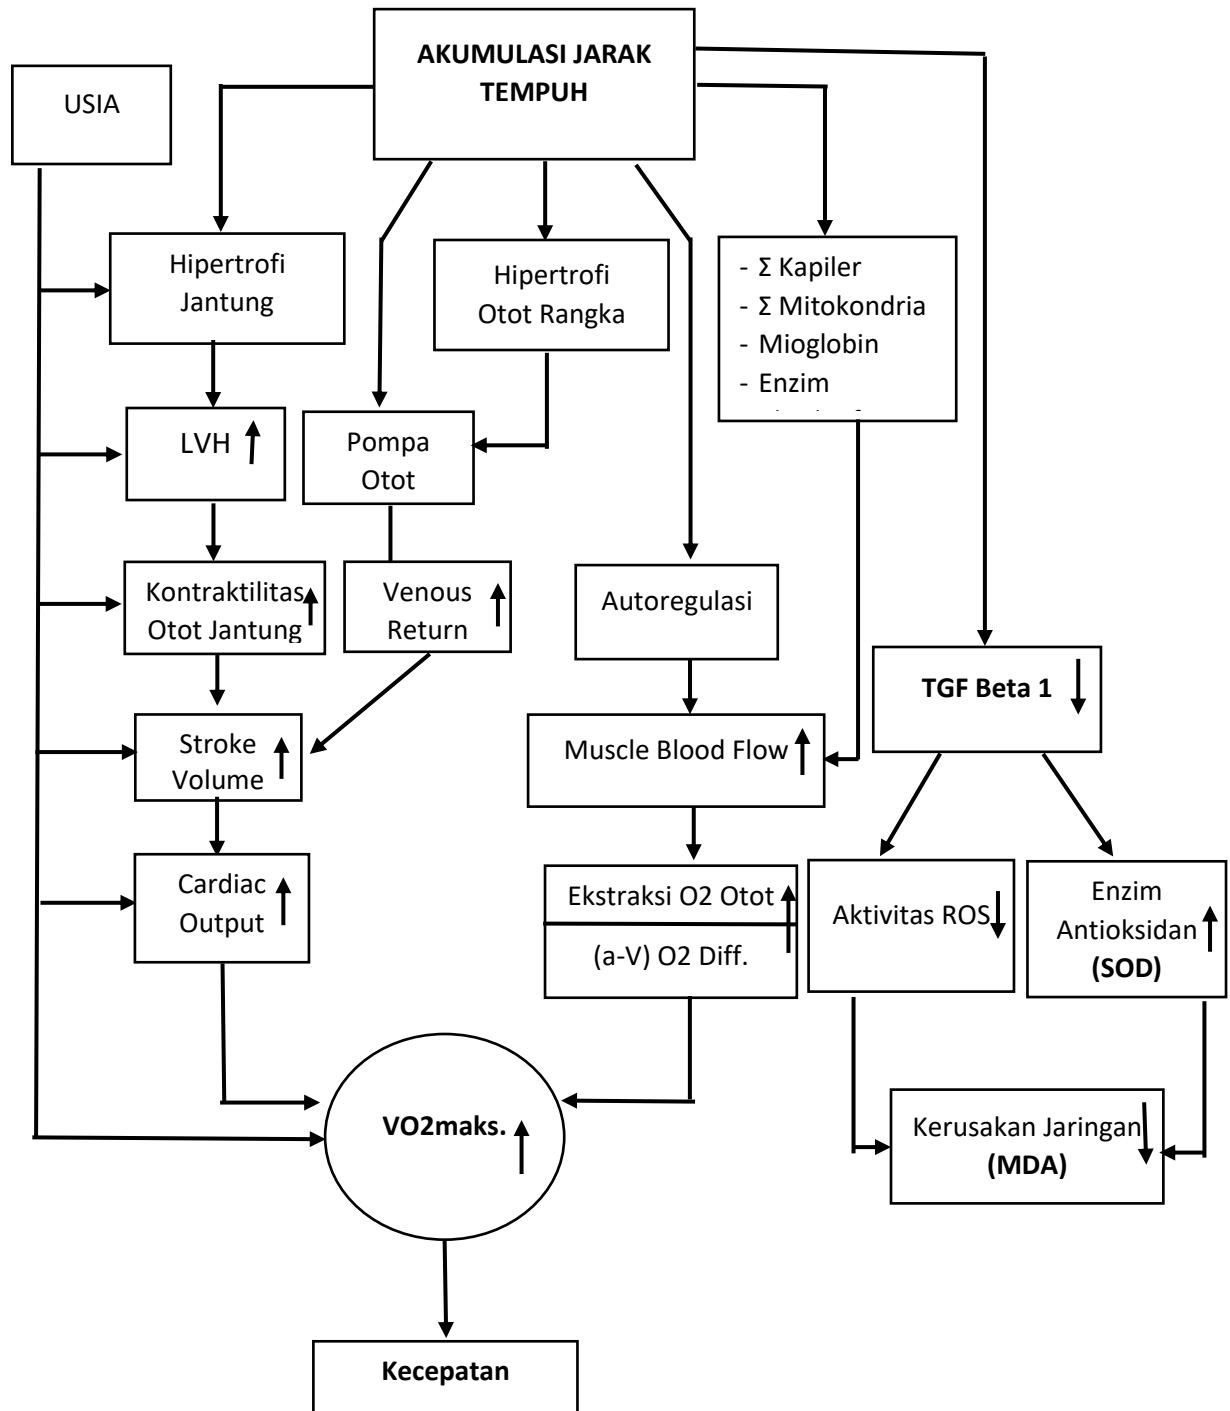 AKUMULASI JARAK
TEMPUH
USIA
Hipertrofi
Jantung
Hipertrofi
Otot Rangka
- Σ Kapiler
- Σ Mitokondria
- Mioglobin
- Enzim
LVH
Pompa
Otot
Kontraktilitas
Otot Jantung
Venous
Return
Autoregulasi
TGF Beta 1
Stroke
Volume
Muscle Blood Flow
Cardiac
Output
Ekstraksi O2 Otot
(a-V) O2 Diff.
Aktivitas ROS
Enzim
Antioksidan
(SOD)
VO2maks.
Kerusakan Jaringan
(MDA)
Kecepatan